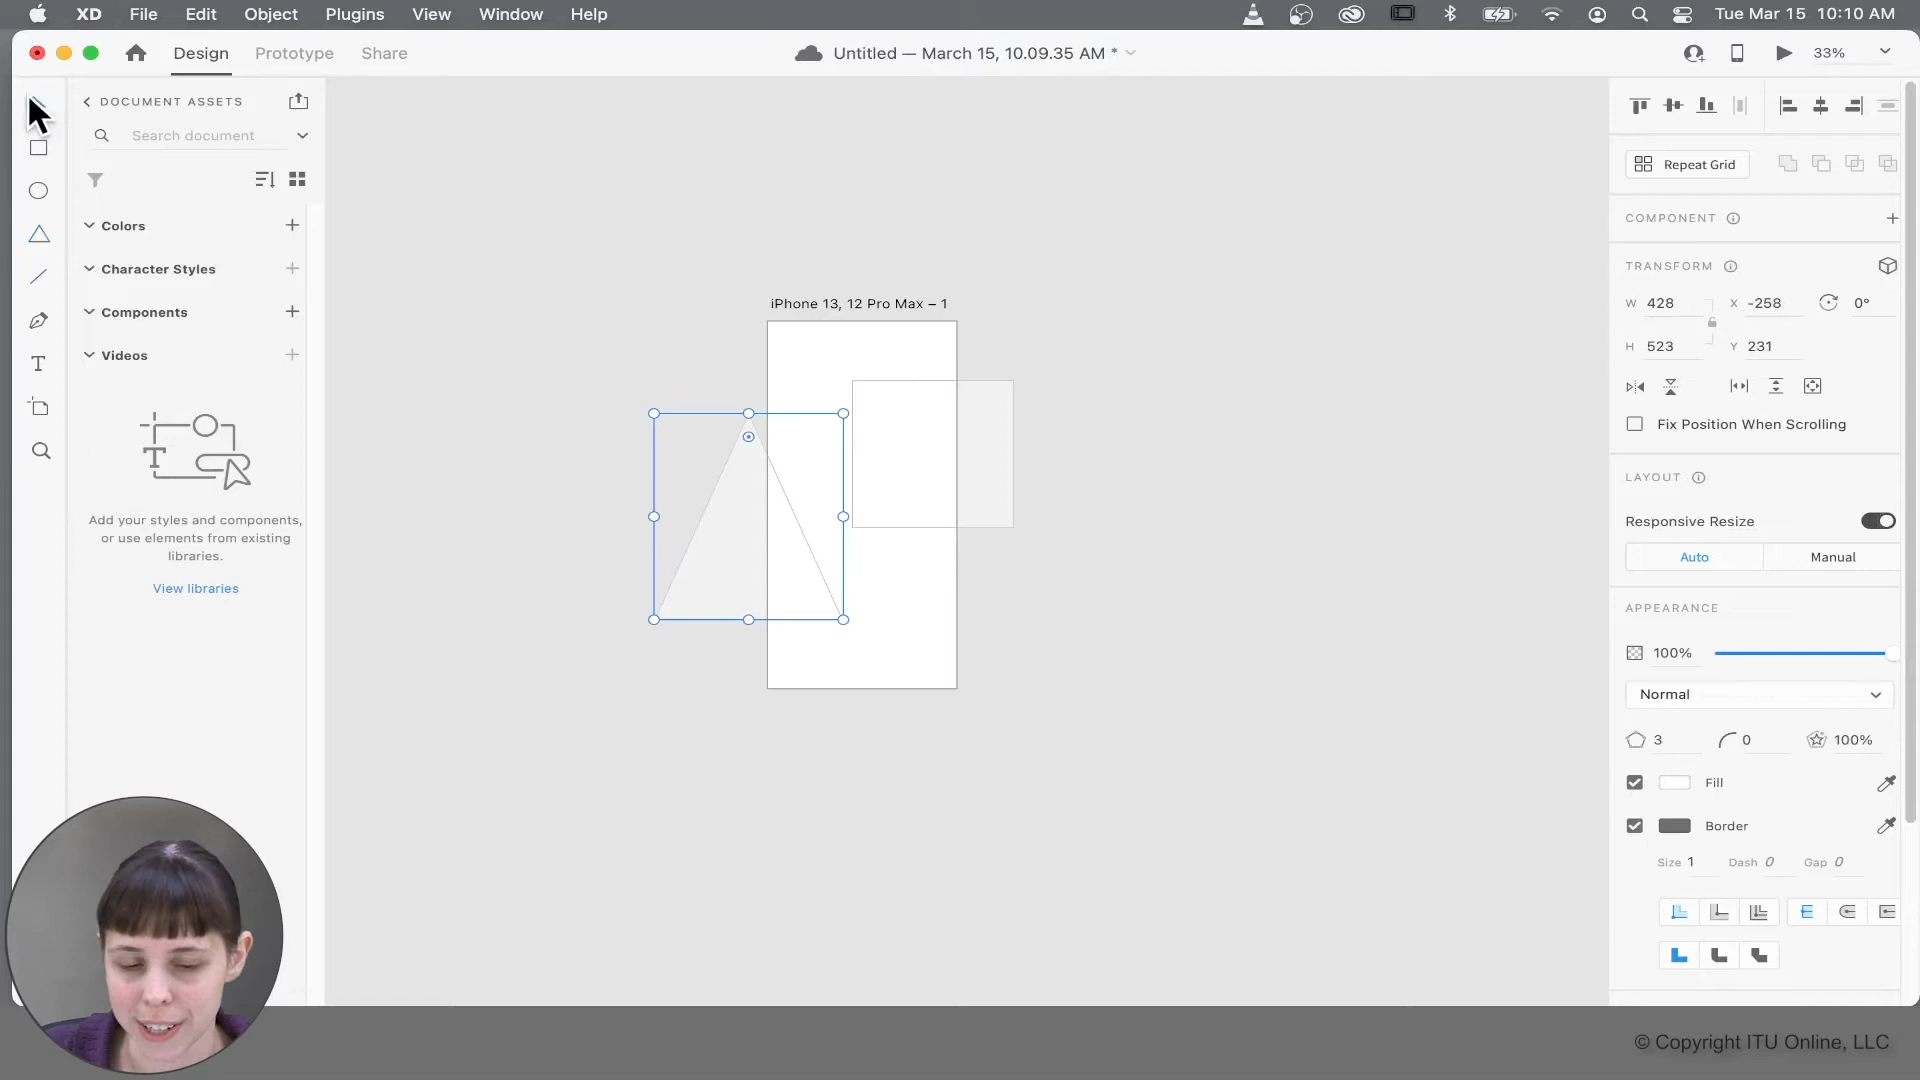 XD File Edit Object Plugins View Window Help Tue Mar 15 10:10 AM
Design Prototype Share Untitled — March 15, 10.09.35 AM * 33%
DOCUMENT ASSETS
Search document
Colors
Character Styles
Components
Videos
Add your styles and components,
or use elements from existing
libraries.
View libraries
T
iPhone 13, 12 Pro Max – 1
Repeat Grid
COMPONENT
TRANSFORM
W 428 X -258 0°
H 523 Y 231
Fix Position When Scrolling
LAYOUT
Responsive Resize
Auto Manual
APPEARANCE
100%
Normal
3 0 100%
Fill
Border
Size 1 Dash 0 Gap 0
© Copyright ITU Online, LLC